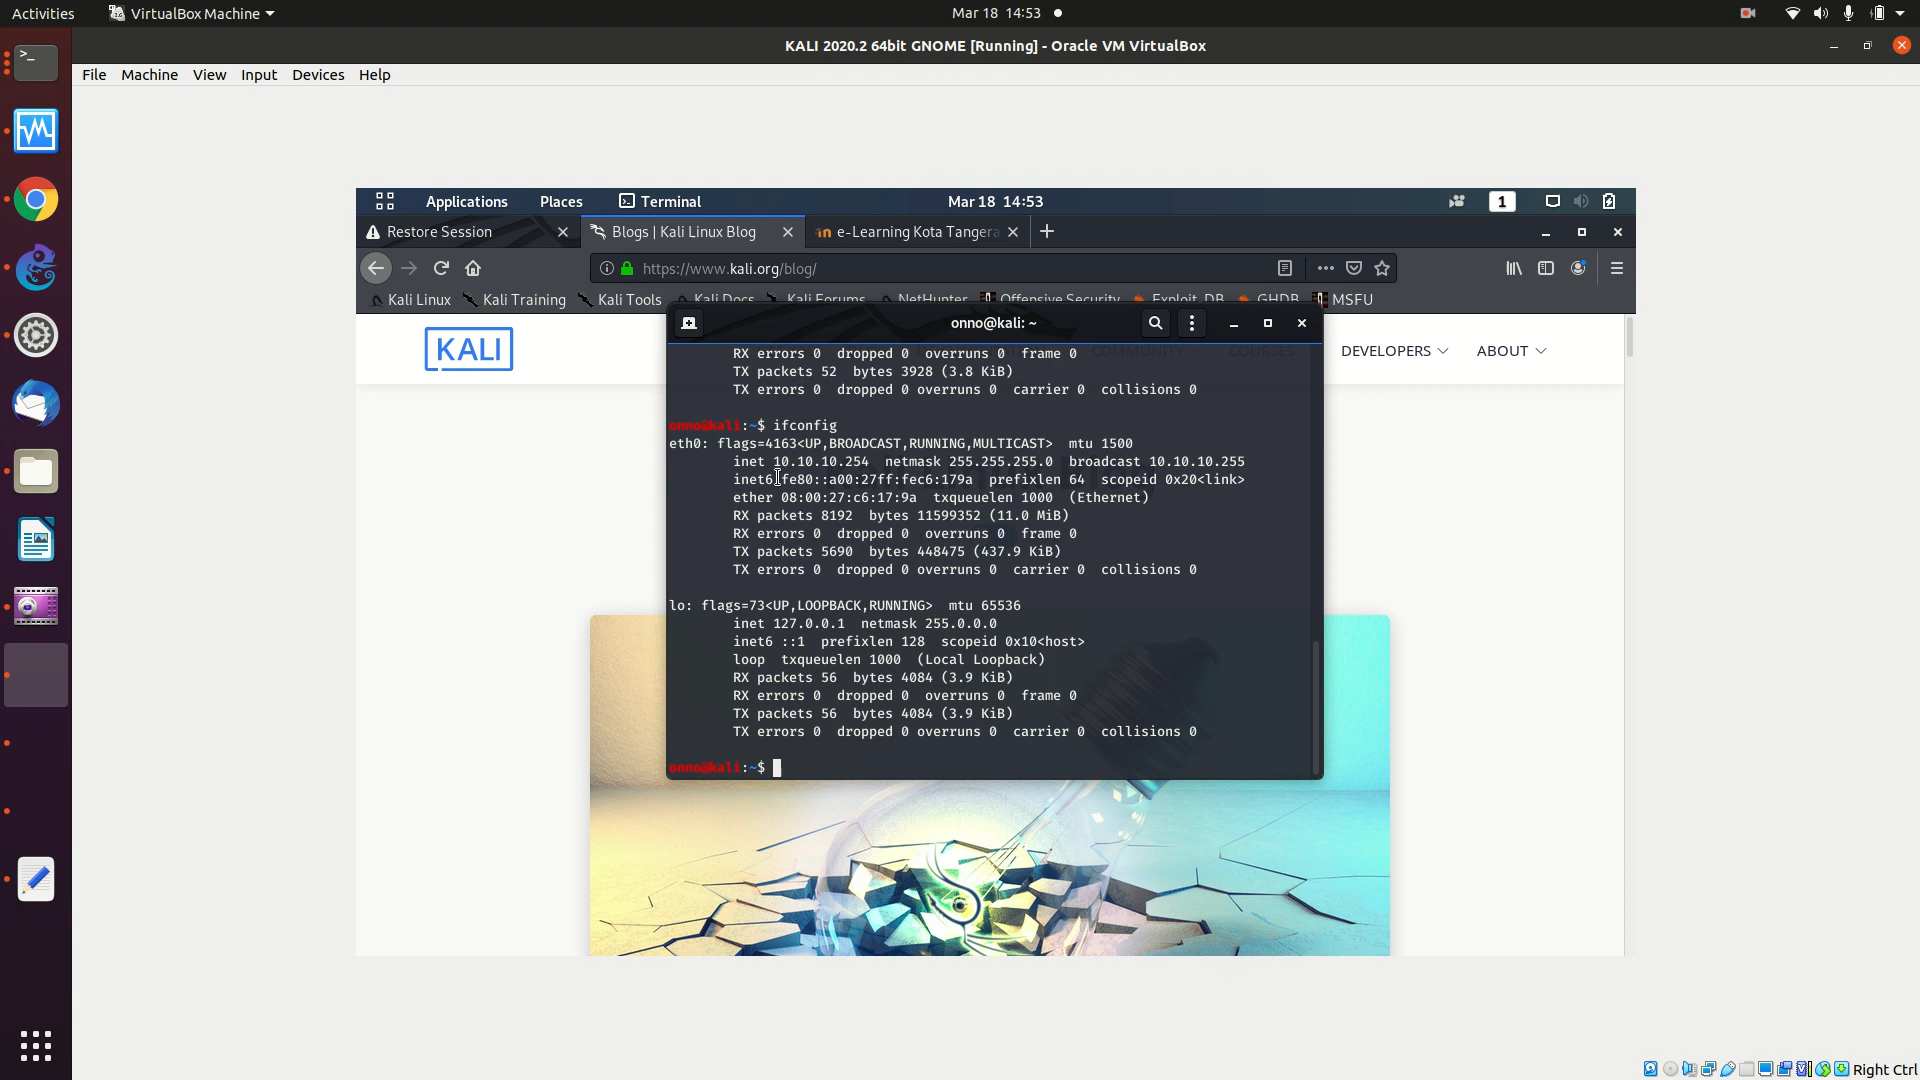 Activities VirtualBox Machine Mar 18 14:53
KALI 2020.2 64bit GNOME [Running] - Oracle VM VirtualBox
File Machine View Input Devices Help
Applications Places Terminal Mar 18 14:53 1
Restore Session Blogs | Kali Linux Blog e-Learning Kota Tangera
https://www.kali.org/blog/
Kali Linux Kali Training Kali Tools Kali Docs Kali Forums NetHunter Offensive Security Exploit-DB GHDB MSFU
onno@kali: ~
KALI COMMUNITY COURSES DEVELOPERS ABOUT
RX errors 0 dropped 0 overruns 0 frame 0
TX packets 52 bytes 3928 (3.8 KiB)
TX errors 0 dropped 0 overruns 0 carrier 0 collisions 0
onno@kali:~$ ifconfig
eth0: flags=4163<UP,BROADCAST,RUNNING,MULTICAST> mtu 1500
inet 10.10.10.254 netmask 255.255.255.0 broadcast 10.10.10.255
inet6 fe80::a00:27ff:fec6:179a prefixlen 64 scopeid 0x20<link>
ether 08:00:27:c6:17:9a txqueuelen 1000 (Ethernet)
RX packets 8192 bytes 11599352 (11.0 MiB)
RX errors 0 dropped 0 overruns 0 frame 0
TX packets 5690 bytes 448475 (437.9 KiB)
TX errors 0 dropped 0 overruns 0 carrier 0 collisions 0
lo: flags=73<UP,LOOPBACK,RUNNING> mtu 65536
inet 127.0.0.1 netmask 255.0.0.0
inet6 ::1 prefixlen 128 scopeid 0x10<host>
loop txqueuelen 1000 (Local Loopback)
RX packets 56 bytes 4084 (3.9 KiB)
RX errors 0 dropped 0 overruns 0 frame 0
TX packets 56 bytes 4084 (3.9 KiB)
TX errors 0 dropped 0 overruns 0 carrier 0 collisions 0
onno@kali:~$
Right Ctrl